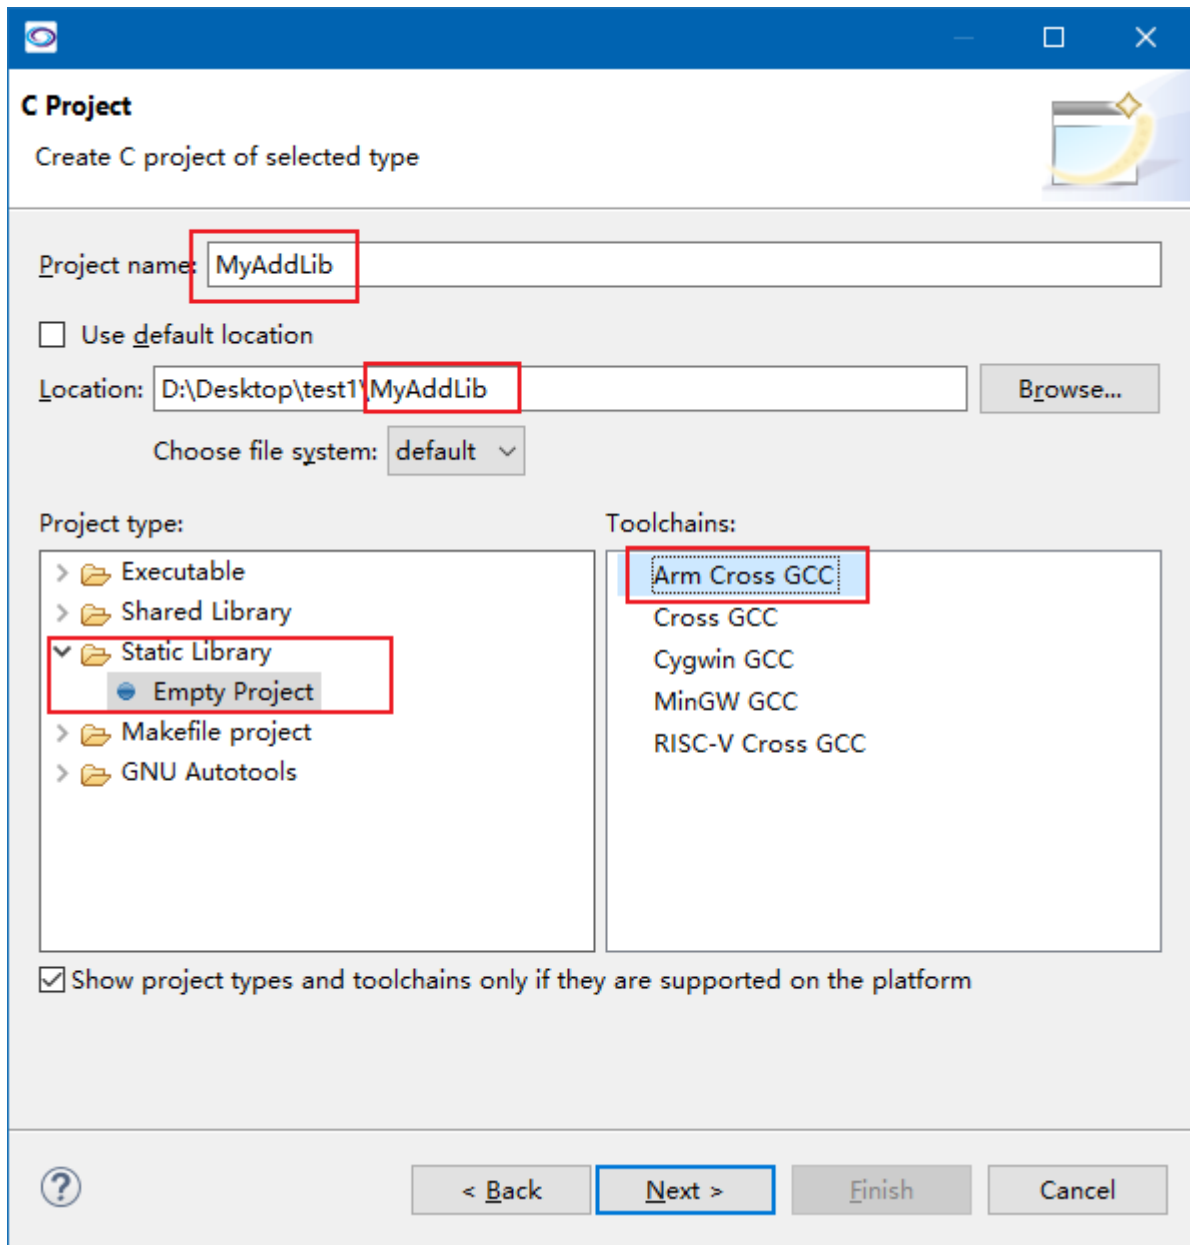 C Project
Create C project of selected type
Project name: MyAddLib
Use default location
Location: D:\Desktop\test1\MyAddLib Browse...
Choose file system: default
Project type: Toolchains:
Executable
Shared Library
Static Library
Empty Project
Makefile project
GNU Autotools
Arm Cross GCC
Cross GCC
Cygwin GCC
MinGW GCC
RISC-V Cross GCC
Show project types and toolchains only if they are supported on the platform
? < Back Next > Finish Cancel